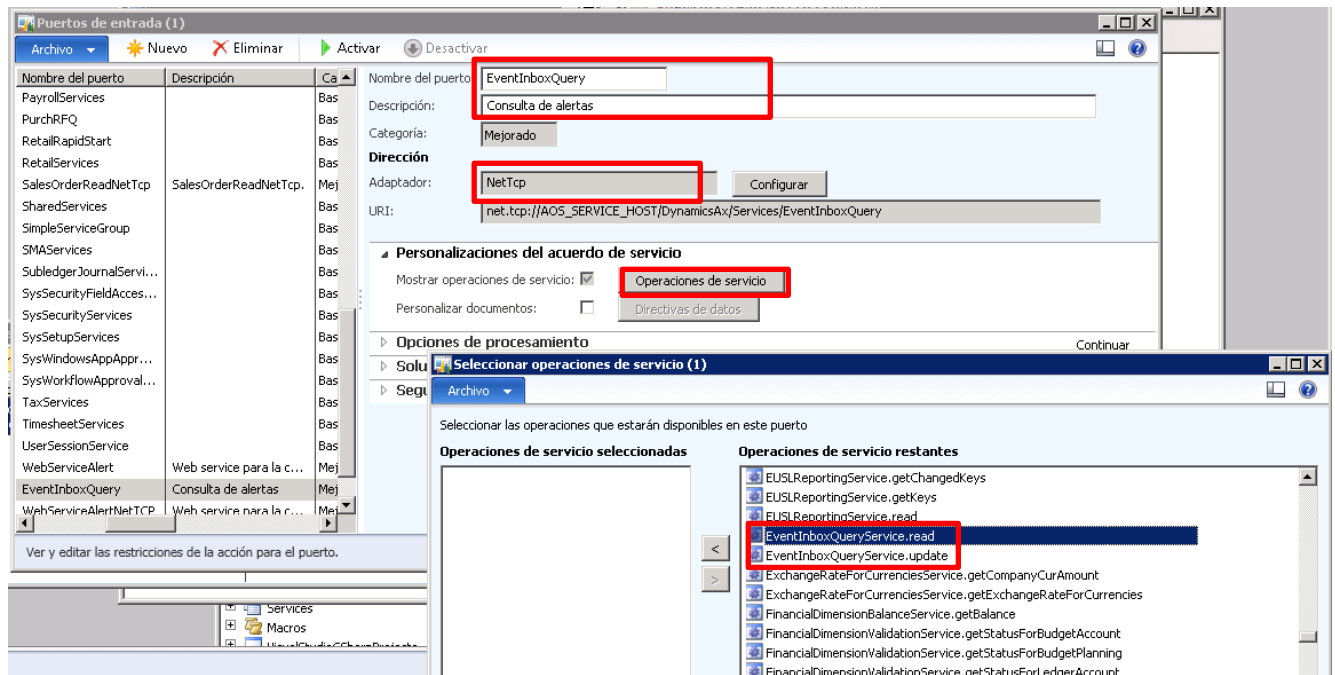 Puertos de entrada (1)
Archivo Nuevo Eliminar Activar Desactivar
Nombre del puerto Descripción Ca
PayrollServices Bas
PurchRFQ Bas
RetailRapidStart Bas
RetailServices Bas
SalesOrderReadNetTcp SalesOrderReadNetTcp. Mej
SharedServices Bas
SimpleServiceGroup Bas
SMAServices Bas
SubledgerJournalServi... Bas
SysSecurityFieldAcces... Bas
SysSecurityServices Bas
SysSetupServices Bas
SysWindowsAppAppr... Bas
SysWorkflowApproval... Bas
TaxServices Bas
TimesheetServices Bas
UserSessionService Bas
WebServiceAlert Web service para la c... Mej
EventInboxQuery Consulta de alertas Mej
WebServiceAlertNetTCP Web service para la c... Mej
Ver y editar las restricciones de la acción para el puerto.
Nombre del puerto EventInboxQuery
Descripción: Consulta de alertas
Categoría: Mejorado
Dirección
Adaptador: NetTcp Configurar
URI: net.tcp://AOS_SERVICE_HOST/DynamicsAx/Services/EventInboxQuery
Personalizaciones del acuerdo de servicio
Mostrar operaciones de servicio: Operaciones de servicio
Personalizar documentos: Directivas de datos
Opciones de procesamiento Continuar
Solu
Segu
Services
Macros
VisualStudioCSharpProjects
Seleccionar operaciones de servicio (1)
Archivo
Seleccionar las operaciones que estarán disponibles en este puerto
Operaciones de servicio seleccionadas Operaciones de servicio restantes
<
>
EUSLReportingService.getChangedKeys
EUSLReportingService.getKeys
EUSLReportingService.read
EventInboxQueryService.read
EventInboxQueryService.update
ExchangeRateForCurrenciesService.getCompanyCurAmount
ExchangeRateForCurrenciesService.getExchangeRateForCurrencies
FinancialDimensionBalanceService.getBalance
FinancialDimensionValidationService.getStatusForBudgetAccount
FinancialDimensionValidationService.getStatusForBudgetPlanning
FinancialDimensionValidationService.getStatusForLedgerAccount